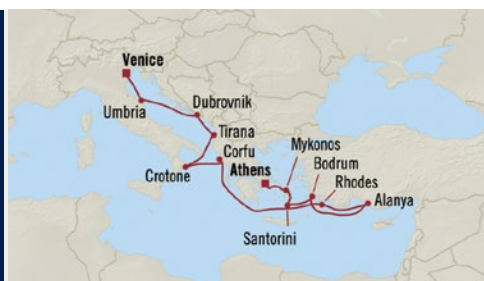 Venice
Umbria
Dubrovnik
Tirana
Corfu
Crotone
Athens
Mykonos
Bodrum
Rhodes
Alanya
Santorini